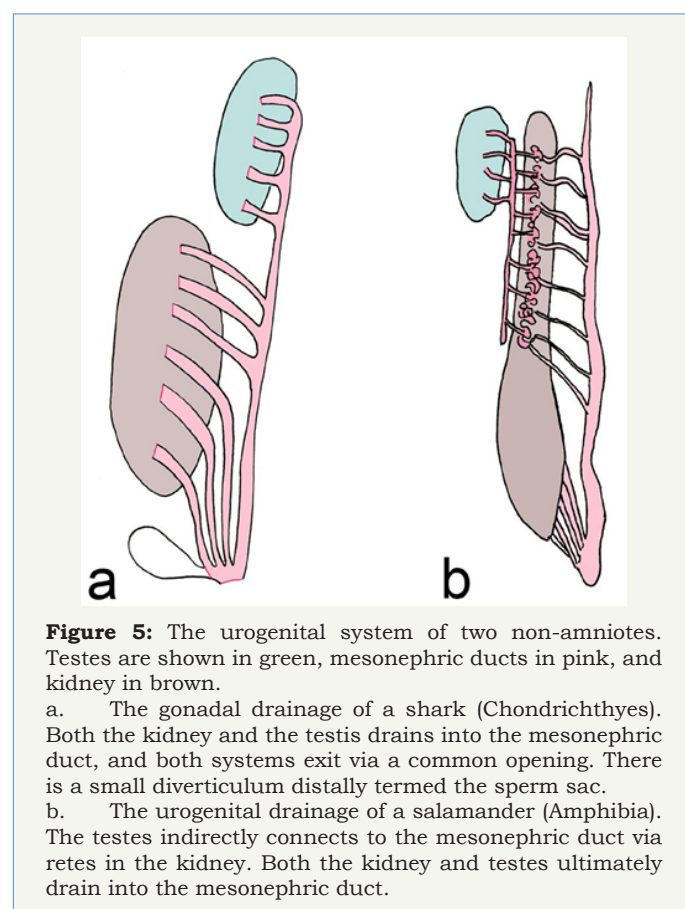 a
b
Figure 5: The urogenital system of two non-amniotes.
Testes are shown in green, mesonephric ducts in pink, and
kidney in brown.
a. The gonadal drainage of a shark (Chondrichthyes).
Both the kidney and the testis drains into the mesonephric
duct, and both systems exit via a common opening. There
is a small diverticulum distally termed the sperm sac.
b. The urogenital drainage of a salamander (Amphibia).
The testes indirectly connects to the mesonephric duct via
retes in the kidney. Both the kidney and testes ultimately
drain into the mesonephric duct.